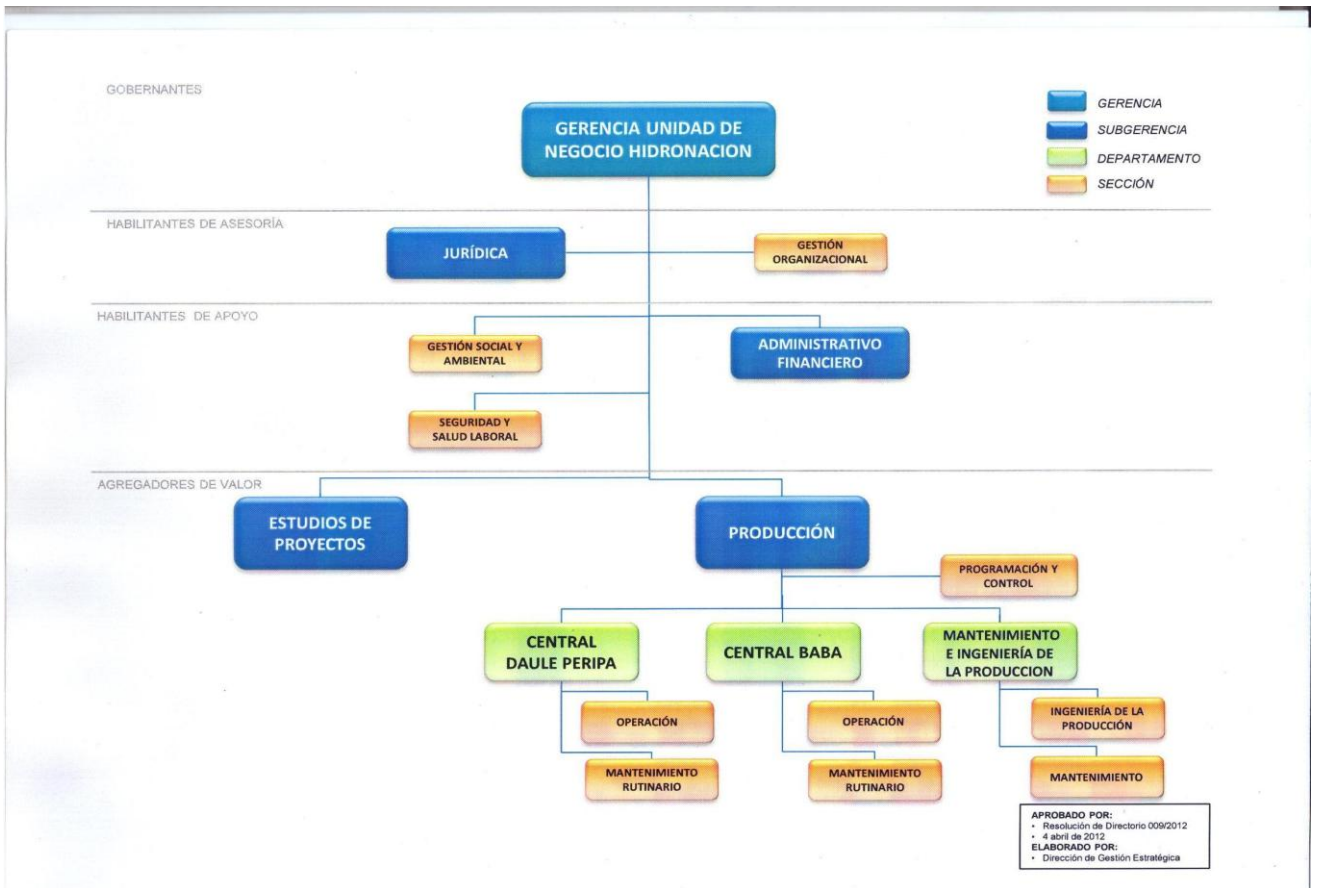 GOBERNANTES
GERENCIA UNIDAD DE
NEGOCIO HIDRONACION
GERENCIA
SUBGERENCIA
DEPARTAMENTO
SECCIÓN
HABILITANTES DE ASESORÍA
JURÍDICA
GESTIÓN
ORGANIZACIONAL
HABILITANTES DE APOYO
GESTIÓN SOCIAL Y
AMBIENTAL
ADMINISTRATIVO
FINANCIERO
SEGURIDAD Y
SALUD LABORAL
AGREGADORES DE VALOR
ESTUDIOS DE
PROYECTOS
PRODUCCIÓN
PROGRAMACIÓN Y
CONTROL
CENTRAL
DAULE PERIPA
CENTRAL BABA
MANTENIMIENTO
E INGENIERÍA DE
LA PRODUCCION
OPERACIÓN
OPERACIÓN
INGENIERÍA DE LA
PRODUCCIÓN
MANTENIMIENTO
RUTINARIO
MANTENIMIENTO
RUTINARIO
MANTENIMIENTO
APROBADO POR:
• Resolución de Directorio 009/2012
• 4 abril de 2012
ELABORADO POR:
• Dirección de Gestión Estratégica